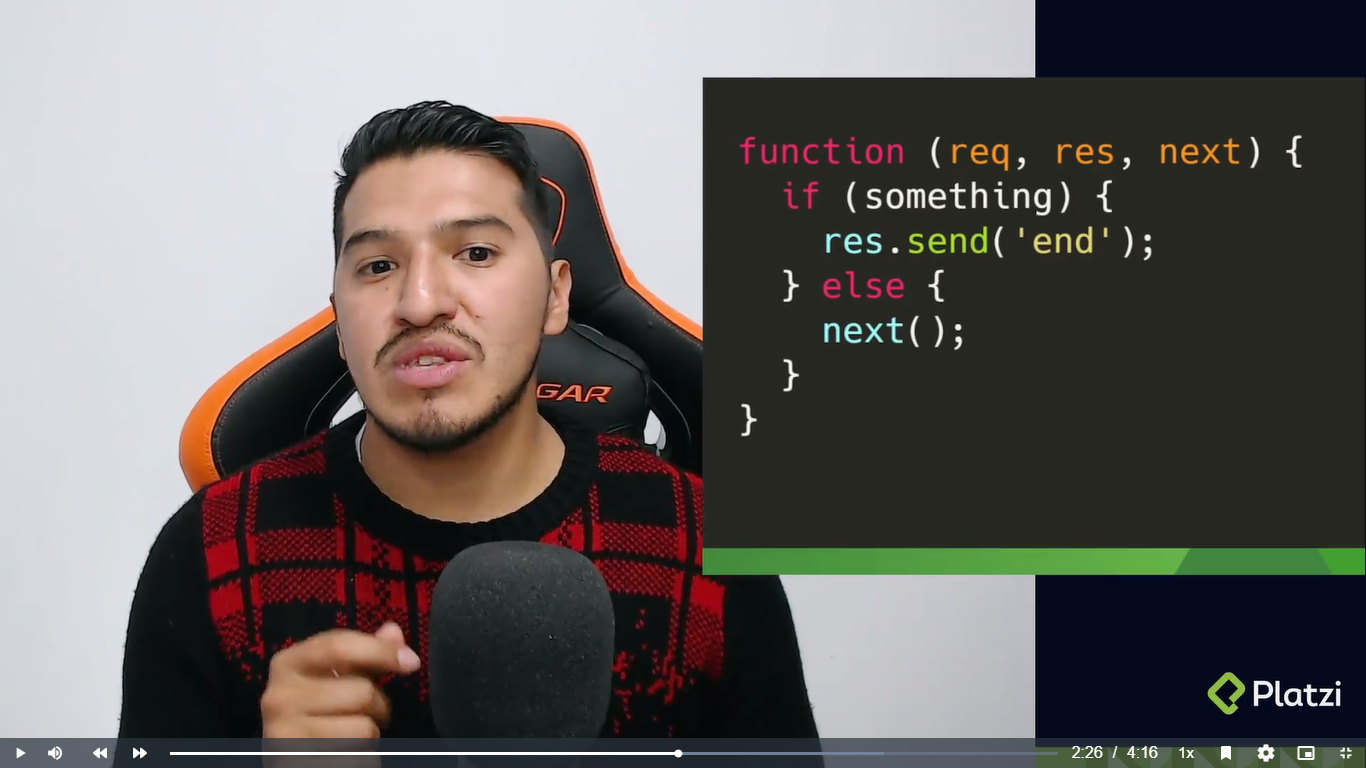 function (req, res, next) {
if (something) {
res.send('end');
} else {
next();
}
}
GAR
Platzi
2:26 / 4:16 1x